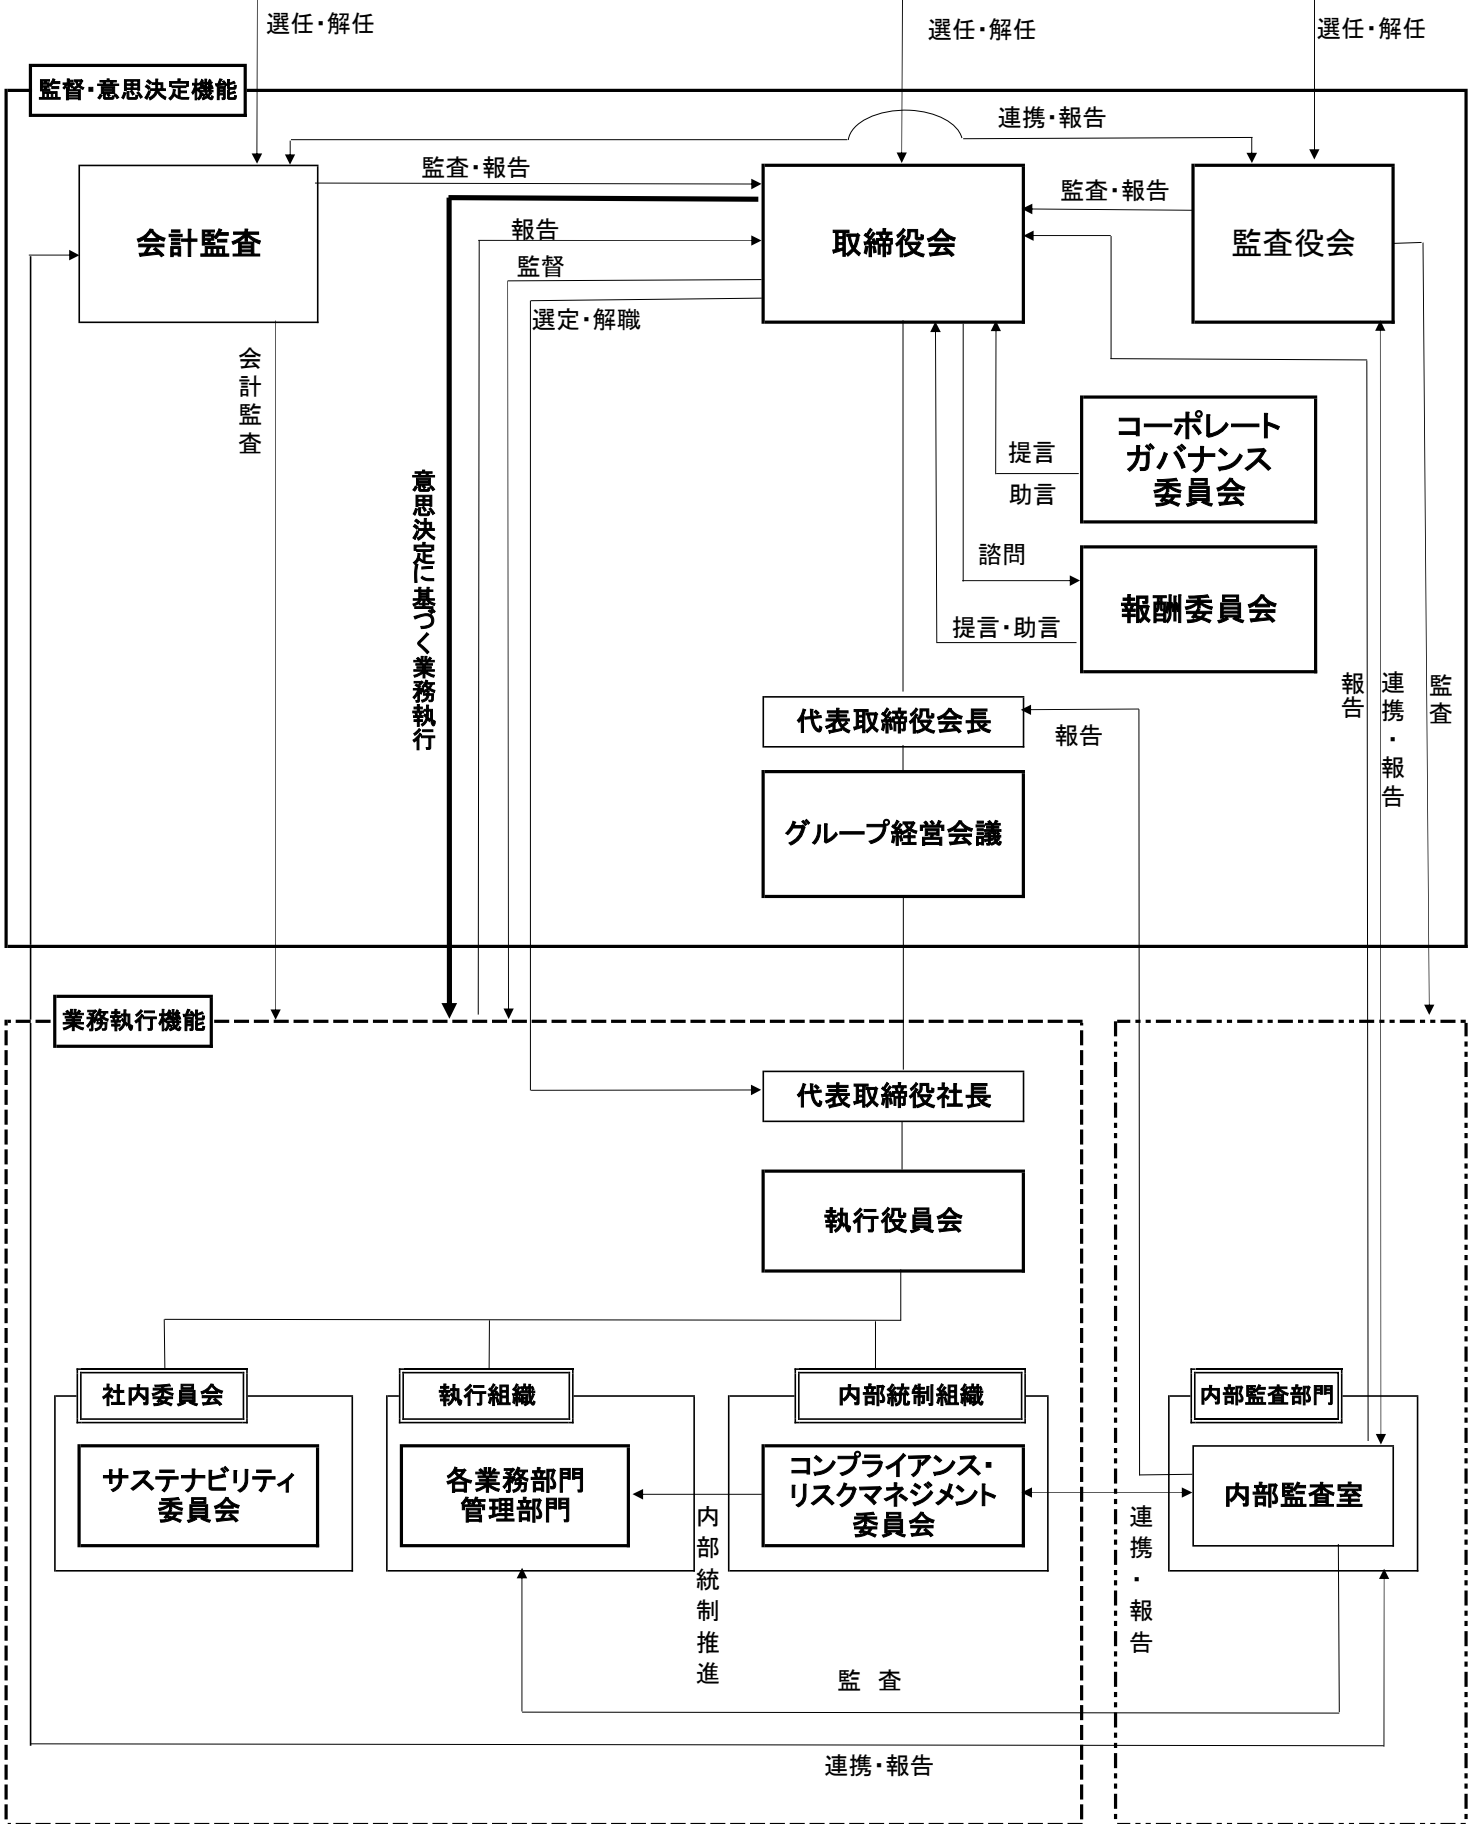 選任・解任
選任・解任
選任・解任
監督・意思決定機能
連携・報告
監査・報告
監査・報告
会計監査
報告
取締役会
監査役会
監督
選定・解職
会計監査
コーポレート
ガバナンス
委員会
提言
助言
意思決定に基づく業務執行
諮問
報酬委員会
提言・助言
報告
連携・報告
監査
代表取締役会長
報告
グループ経営会議
業務執行機能
代表取締役社長
執行役員会
社内委員会
執行組織
内部統制組織
内部監査部門
サステナビリティ
委員会
各業務部門
管理部門
コンプライアンス・
リスクマネジメント
委員会
内部監査室
内部統制推進
連携・報告
監 査
連携・報告